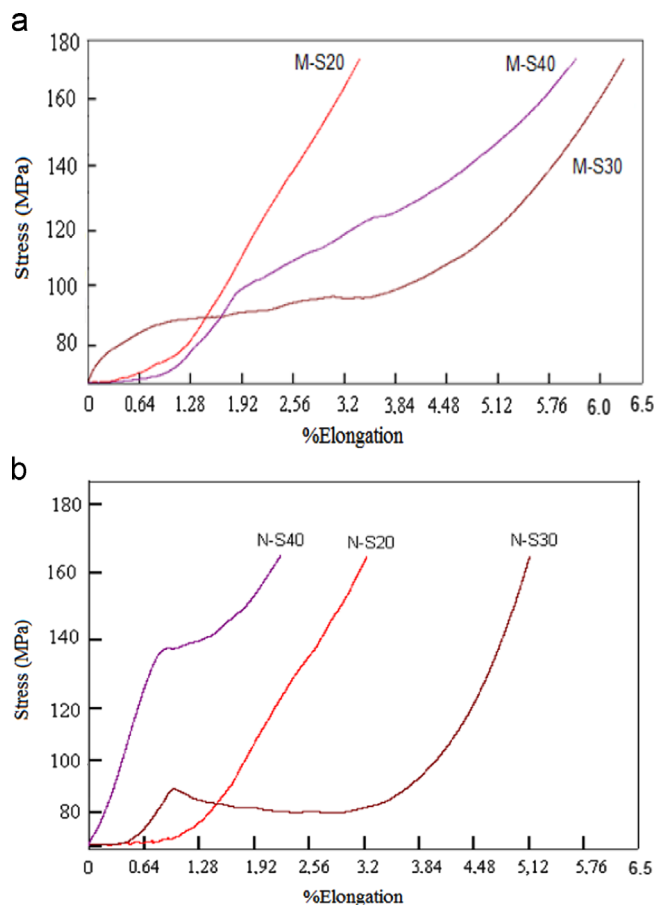 a
180
160
140
120
100
80
Stress (MPa)
M-S20
M-S40
M-S30
0 0.64 1.28 1.92 2.56 3.2 3.84 4.48 5.12 5.76 6.0 6.5
%Elongation
b
180
160
140
120
100
80
Stress (MPa)
N-S40
N-S20
N-S30
0 0.64 1.28 1.92 2,56 3.2 3,84 4.48 5,12 5,76 6.5
%Elongation